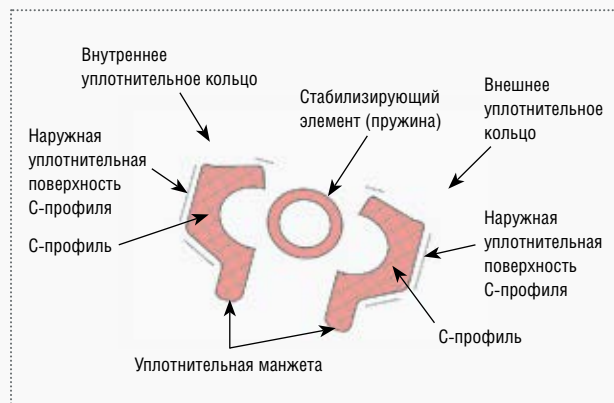 Внутреннее
уплотнительное кольцо
Стабилизирующий
элемент (пружина)
Внешнее
уплотнительное
кольцо
Наружная
уплотнительная
поверхность
С-профиля
С-профиль
Наружная
уплотнительная
поверхность
С-профиля
С-профиль
Уплотнительная манжета